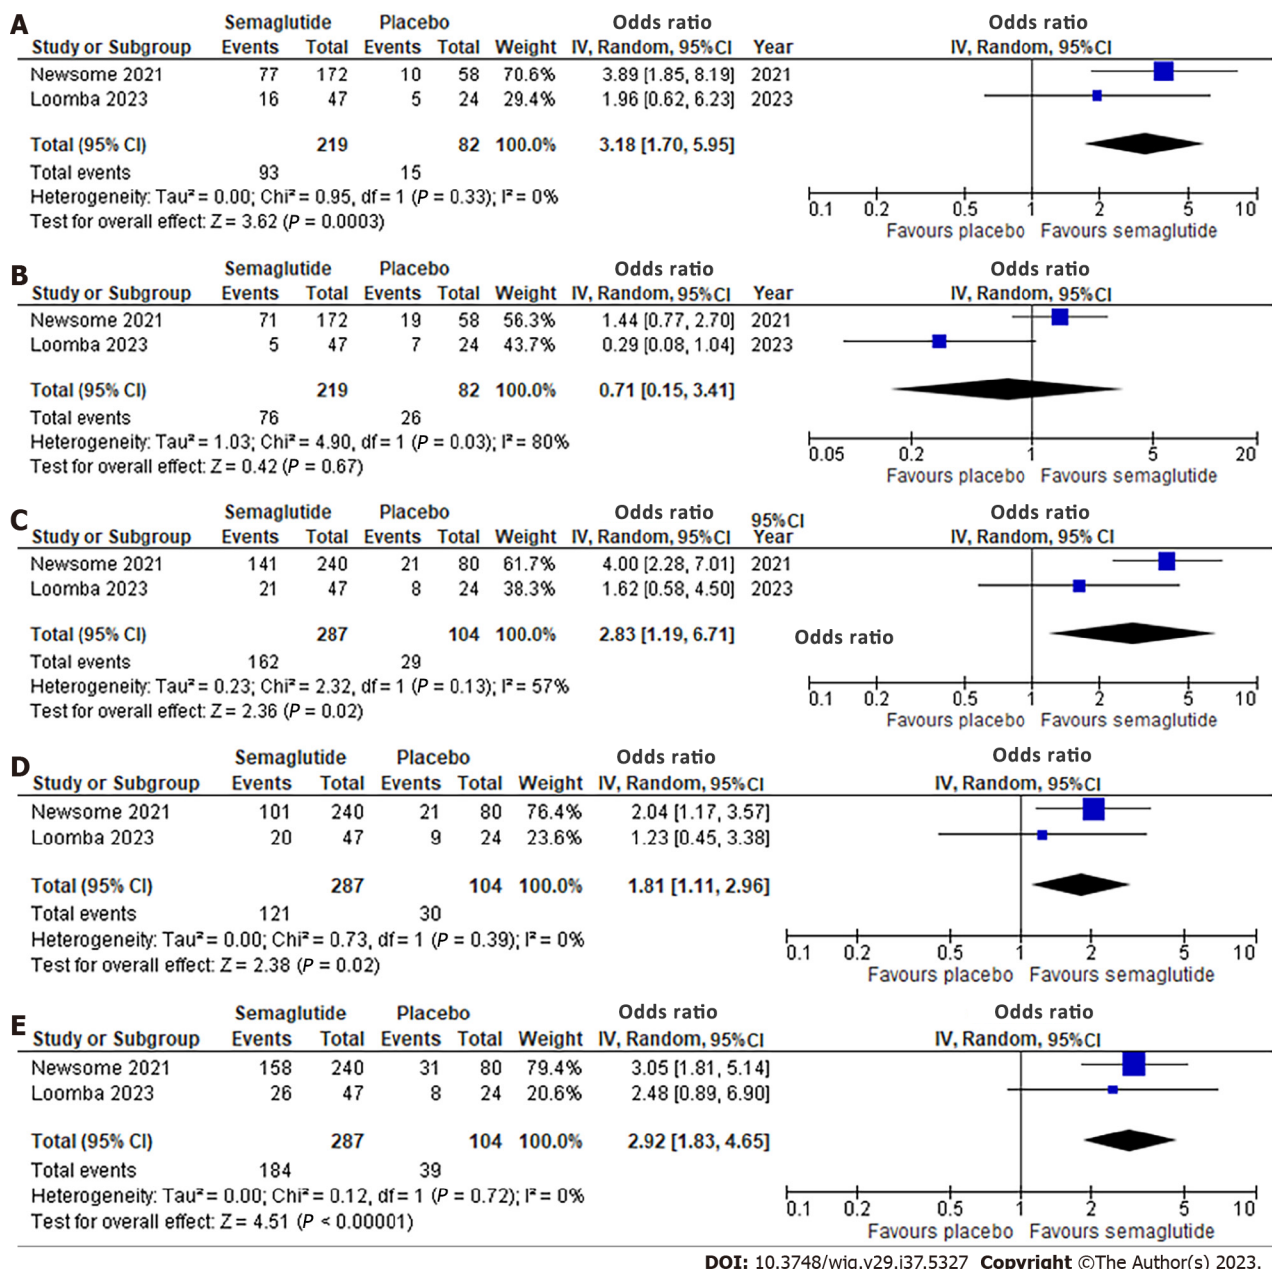 A
Semaglutide Placebo Odds ratio Odds ratio
Study or Subgroup Events Total Events Total Weight IV, Random, 95%CI Year IV, Random, 95%CI
Newsome 2021 77 172 10 58 70.6% 3.89 [1.85, 8.19] 2021
Loomba 2023 16 47 5 24 29.4% 1.96 [0.62, 6.23] 2023
Total (95% CI) 219 82 100.0% 3.18 [1.70, 5.95]
Total events 93 15
Heterogeneity: Tau² = 0.00; Chi² = 0.95, df = 1 (P = 0.33); I² = 0%
Test for overall effect: Z = 3.62 (P = 0.0003)
0.1 0.2 0.5 1 2 5 10
Favours placebo Favours semaglutide
B
Semaglutide Placebo Odds ratio Odds ratio
Study or Subgroup Events Total Events Total Weight IV, Random, 95%CI Year IV, Random, 95%CI
Newsome 2021 71 172 19 58 56.3% 1.44 [0.77, 2.70] 2021
Loomba 2023 5 47 7 24 43.7% 0.29 [0.08, 1.04] 2023
Total (95% CI) 219 82 100.0% 0.71 [0.15, 3.41]
Total events 76 26
Heterogeneity: Tau² = 1.03; Chi² = 4.90, df = 1 (P = 0.03); I² = 80%
Test for overall effect: Z = 0.42 (P = 0.67)
0.05 0.2 1 5 20
Favours placebo Favours semaglutide
C
Semaglutide Placebo Odds ratio 95%CI Odds ratio
Study or Subgroup Events Total Events Total Weight IV, Random, 95%CI Year IV, Random, 95% CI
Newsome 2021 141 240 21 80 61.7% 4.00 [2.28, 7.01] 2021
Loomba 2023 21 47 8 24 38.3% 1.62 [0.58, 4.50] 2023
Total (95% CI) 287 104 100.0% 2.83 [1.19, 6.71] Odds ratio
Total events 162 29
Heterogeneity: Tau² = 0.23; Chi² = 2.32, df = 1 (P = 0.13); I² = 57%
Test for overall effect: Z = 2.36 (P = 0.02)
0.1 0.2 0.5 1 2 5 10
Favours placebo Favours semaglutide
D
Semaglutide Placebo Odds ratio Odds ratio
Study or Subgroup Events Total Events Total Weight IV, Random, 95%CI IV, Random, 95%CI
Newsome 2021 101 240 21 80 76.4% 2.04 [1.17, 3.57]
Loomba 2023 20 47 9 24 23.6% 1.23 [0.45, 3.38]
Total (95% CI) 287 104 100.0% 1.81 [1.11, 2.96]
Total events 121 30
Heterogeneity: Tau² = 0.00; Chi² = 0.73, df = 1 (P = 0.39); I² = 0%
Test for overall effect: Z = 2.38 (P = 0.02)
0.1 0.2 0.5 1 2 5 10
Favours placebo Favours semaglutide
E
Semaglutide Placebo Odds ratio Odds ratio
Study or Subgroup Events Total Events Total Weight IV, Random, 95%CI IV, Random, 95%CI
Newsome 2021 158 240 31 80 79.4% 3.05 [1.81, 5.14]
Loomba 2023 26 47 8 24 20.6% 2.48 [0.89, 6.90]
Total (95% CI) 287 104 100.0% 2.92 [1.83, 4.65]
Total events 184 39
Heterogeneity: Tau² = 0.00; Chi² = 0.12, df = 1 (P = 0.72); I² = 0%
Test for overall effect: Z = 4.51 (P < 0.00001)
0.1 0.2 0.5 1 2 5 10
Favours placebo Favours semaglutide
DOI: 10.3748/wjg.v29.i37.5327 Copyright ©The Author(s) 2023.